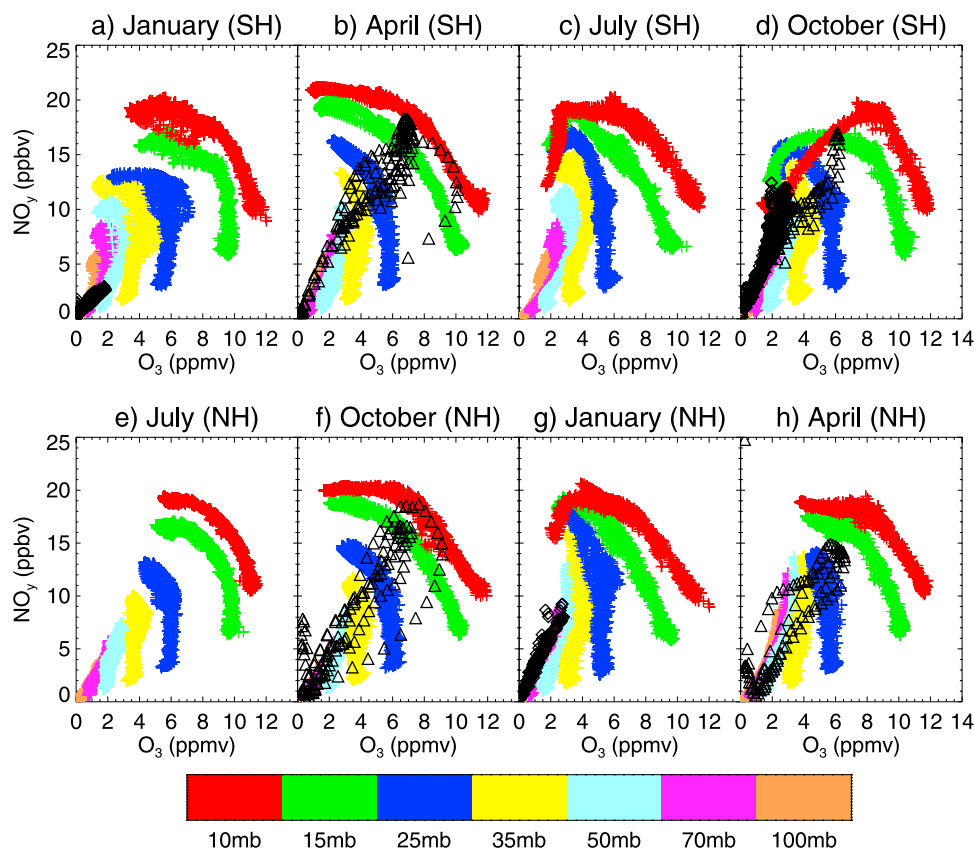 a) January (SH) b) April (SH) c) July (SH) d) October (SH)
25
20
15
10
5
0
NOy (ppbv)
0 2 4 6 8 10 12 0 2 4 6 8 10 12 0 2 4 6 8 10 12 0 2 4 6 8 10 12 14
O3 (ppmv) O3 (ppmv) O3 (ppmv) O3 (ppmv)
e) July (NH) f) October (NH) g) January (NH) h) April (NH)
25
20
15
10
5
0
NOy (ppbv)
0 2 4 6 8 10 12 0 2 4 6 8 10 12 0 2 4 6 8 10 12 0 2 4 6 8 10 12 14
O3 (ppmv) O3 (ppmv) O3 (ppmv) O3 (ppmv)
10mb 15mb 25mb 35mb 50mb 70mb 100mb